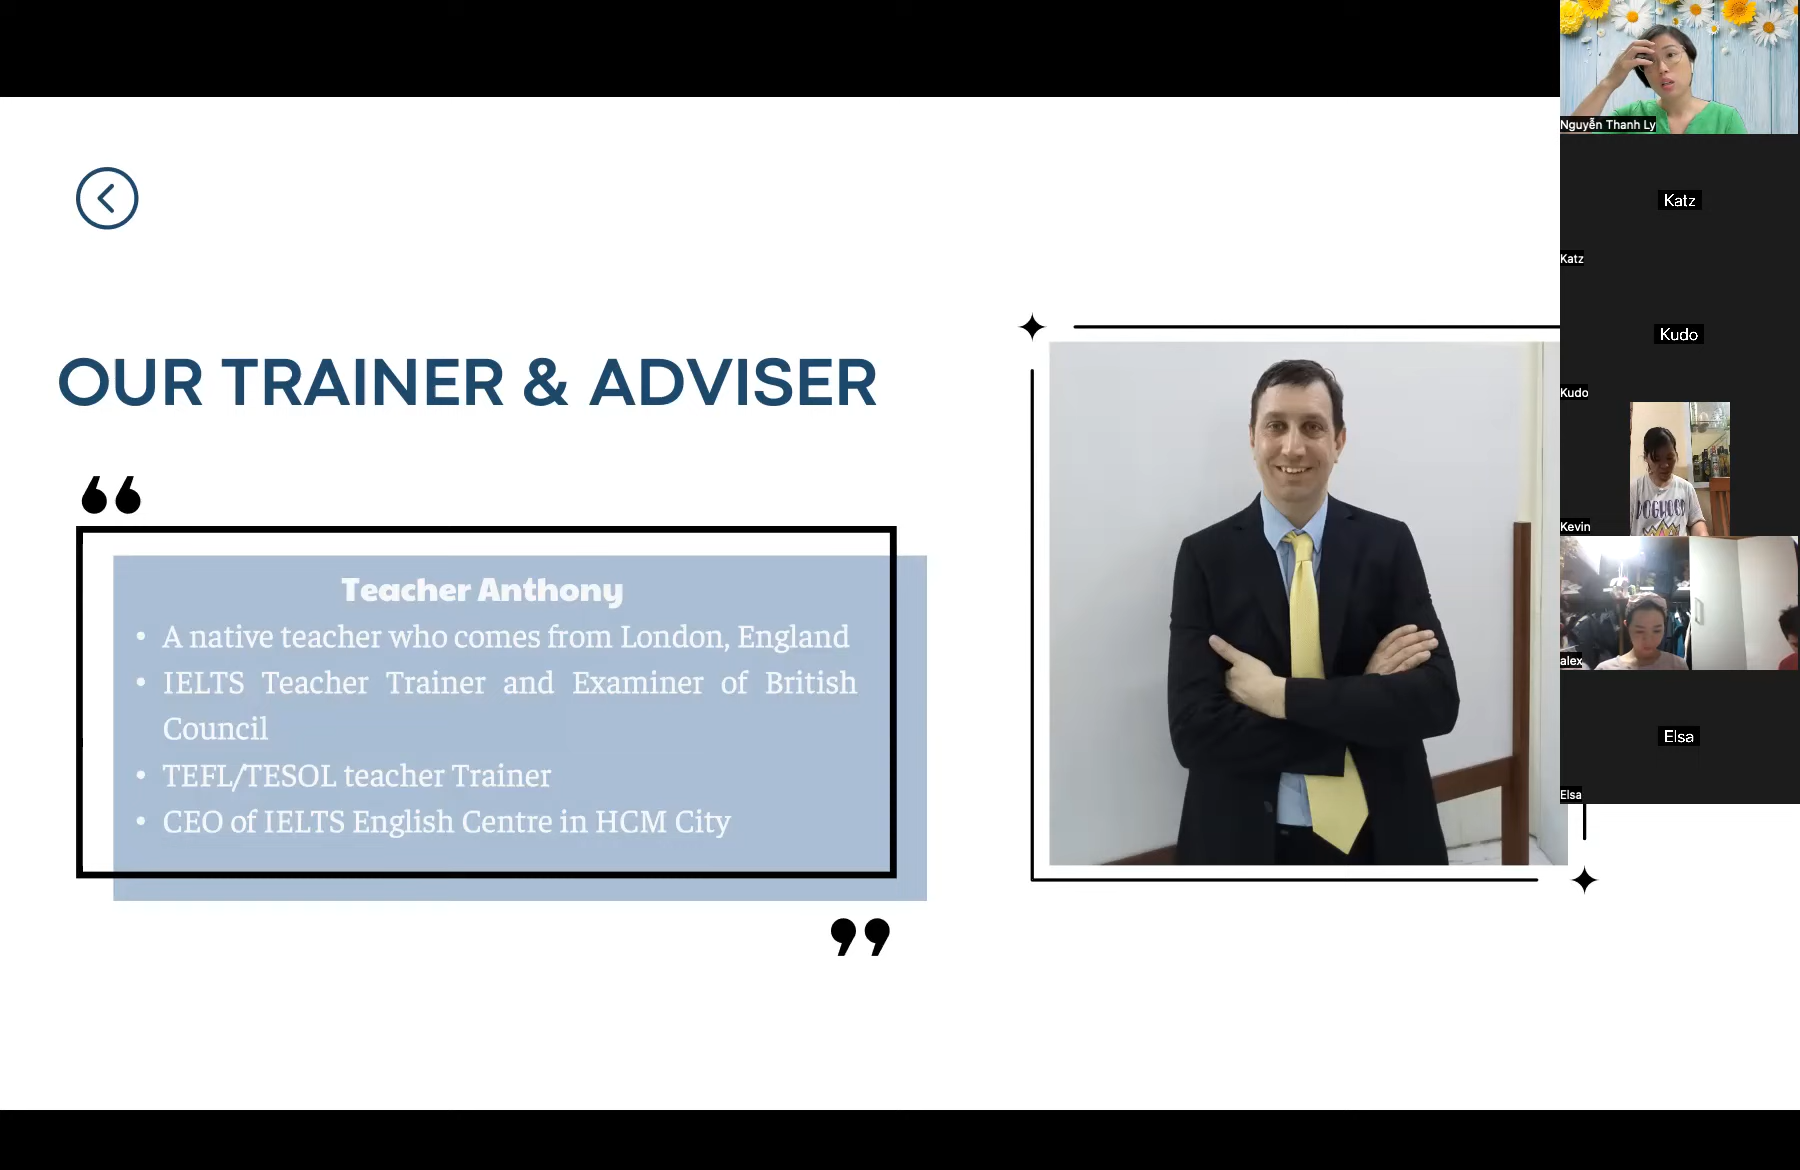 OUR TRAINER & ADVISER
Teacher Anthony
• A native teacher who comes from London, England
• IELTS Teacher Trainer and Examiner of British
Council
• TEFL/TESOL teacher Trainer
• CEO of IELTS English Centre in HCM City
Nguyễn Thanh Ly
Katz
Katz
Kudo
Kudo
DOGHOOD
Kevin
alex
Elsa
Elsa